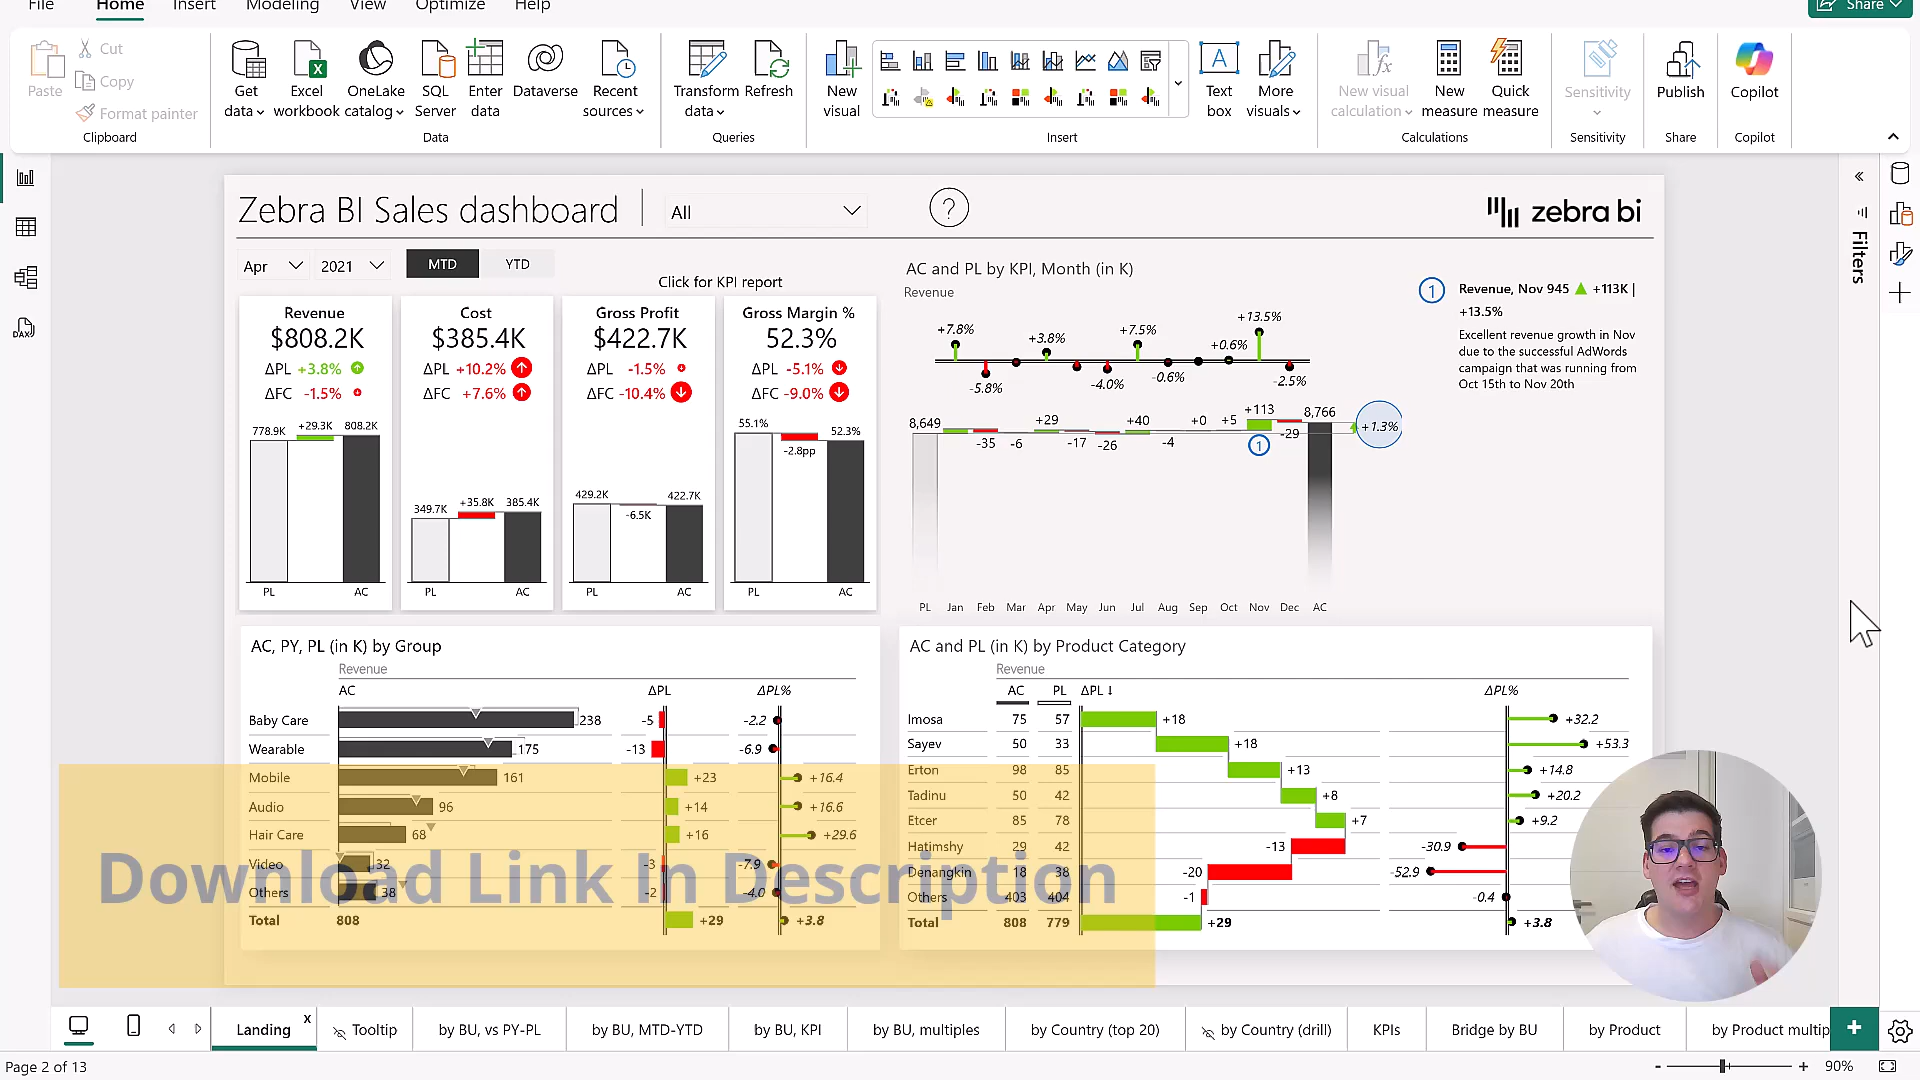 File Home Insert Modeling View Optimize Help Share
Paste Cut Copy Format painter Clipboard
Get data Excel workbook OneLake catalog SQL Server Enter data Dataverse Recent sources Data
Transform data Refresh Queries
New visual Text box More visuals Insert
New visual calculation New measure Quick measure Calculations
Sensitivity Sensitivity
Publish Share
Copilot Copilot
Zebra BI Sales dashboard All ? zebra bi
Filters
Apr 2021 MTD YTD
Click for KPI report
Revenue
$808.2K
ΔPL +3.8%
ΔFC -1.5%
778.9K +29.3K 808.2K
PL AC
Cost
$385.4K
ΔPL +10.2%
ΔFC +7.6%
349.7K +35.8K 385.4K
PL AC
Gross Profit
$422.7K
ΔPL -1.5%
ΔFC -10.4%
429.2K -6.5K 422.7K
PL AC
Gross Margin %
52.3%
ΔPL -5.1%
ΔFC -9.0%
55.1% -2.8pp 52.3%
PL AC
AC and PL by KPI, Month (in K)
Revenue
+7.8% -5.8% +3.8% -4.0% +7.5% -0.6% +0.6% +13.5% -2.5%
8,649 -35 -6 +29 -17 -26 +40 -4 +0 +5 +113 -29 8,766 +1.3%
1
PL Jan Feb Mar Apr May Jun Jul Aug Sep Oct Nov Dec AC
1 Revenue, Nov 945 ▲ +113K |
+13.5%
Excellent revenue growth in Nov
due to the successful AdWords
campaign that was running from
Oct 15th to Nov 20th
AC, PY, PL (in K) by Group
Revenue
AC ΔPL ΔPL%
Baby Care 238 -5 -2.2
Wearable 175 -13 -6.9
Mobile 161 +23 +16.4
Audio 96 +14 +16.6
Hair Care 68 +16 +29.6
Video 32 -3 -7.9
Others 38 -2 -4.0
Total 808 +29 +3.8
AC and PL (in K) by Product Category
Revenue
AC PL ΔPL ↓ ΔPL%
Imosa 75 57 +18 +32.2
Sayev 50 33 +18 +53.3
Erton 98 85 +13 +14.8
Tadinu 50 42 +8 +20.2
Etcer 85 78 +7 +9.2
Hatimshy 29 42 -13 -30.9
Denangkin 18 38 -20 -52.9
Others 403 404 -1 -0.4
Total 808 779 +29 +3.8
Download Link In Description
Landing x Tooltip by BU, vs PY-PL by BU, MTD-YTD by BU, KPI by BU, multiples by Country (top 20) by Country (drill) KPIs Bridge by BU by Product by Product multip
Page 2 of 13 - + 90%